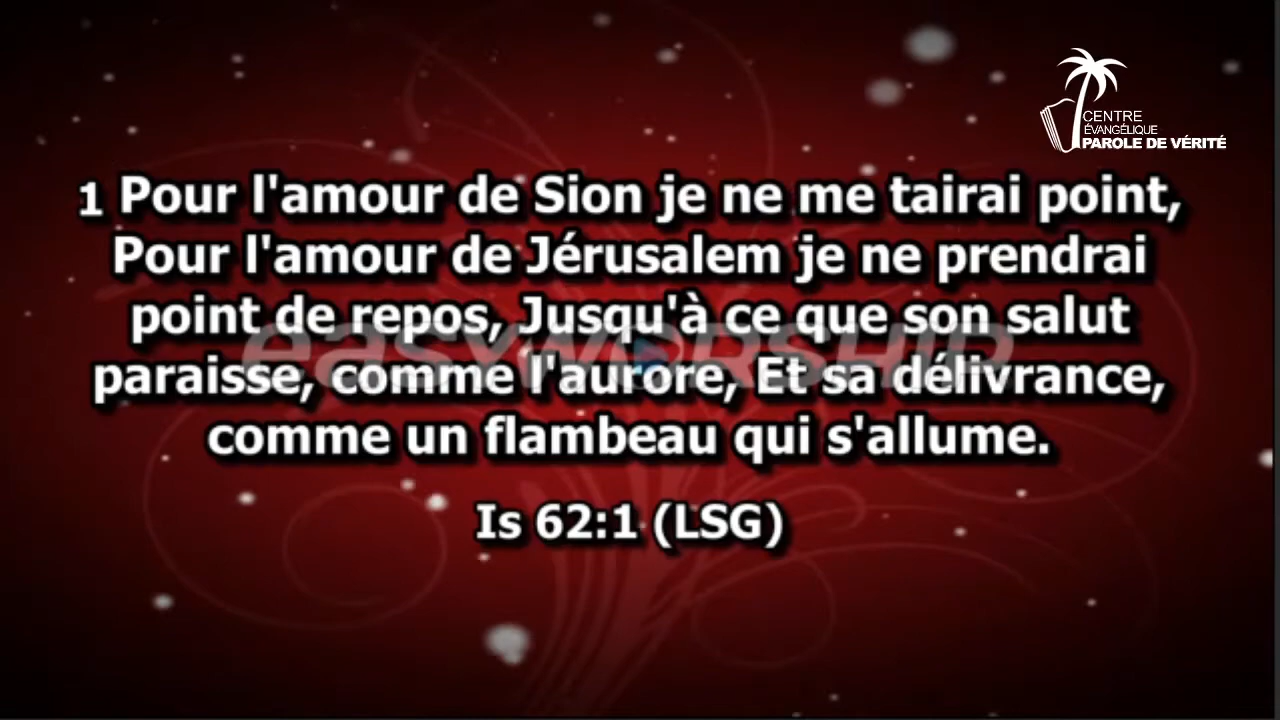 CENTRE
ÉVANGÉLIQUE
PAROLE DE VÉRITÉ
1 Pour l'amour de Sion je ne me tairai point,
Pour l'amour de Jérusalem je ne prendrai
point de repos, Jusqu'à ce que son salut
easyworship
paraisse, comme l'aurore, Et sa délivrance,
comme un flambeau qui s'allume.
Is 62:1 (LSG)